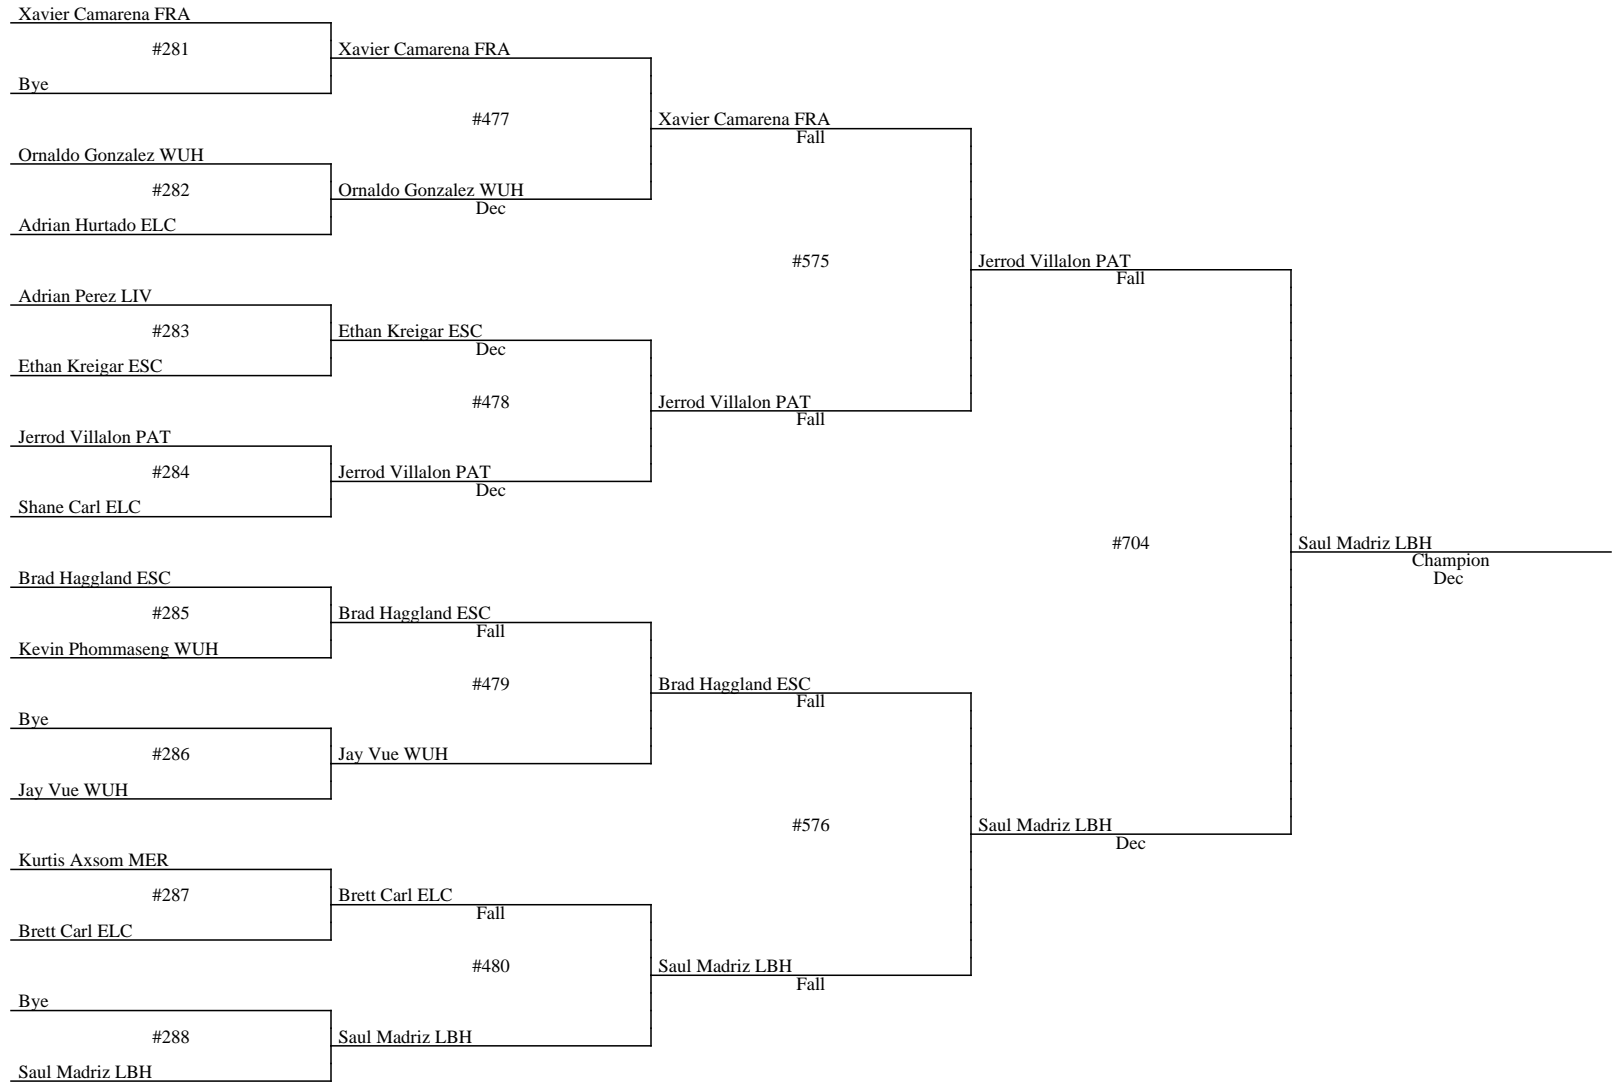 Xavier Camarena FRA
#281
Bye
Xavier Camarena FRA
#477
Ornaldo Gonzalez WUH
#282
Adrian Hurtado ELC
Ornaldo Gonzalez WUH
Dec
Xavier Camarena FRA
Fall
#575
Adrian Perez LIV
#283
Ethan Kreigar ESC
Ethan Kreigar ESC
Dec
#478
Jerrod Villalon PAT
#284
Shane Carl ELC
Jerrod Villalon PAT
Dec
Jerrod Villalon PAT
Fall
Jerrod Villalon PAT
Fall
#704
Brad Haggland ESC
#285
Kevin Phommaseng WUH
Brad Haggland ESC
Fall
#479
Bye
#286
Jay Vue WUH
Jay Vue WUH
Brad Haggland ESC
Fall
#576
Kurtis Axsom MER
#287
Brett Carl ELC
Brett Carl ELC
Fall
#480
Bye
#288
Saul Madriz LBH
Saul Madriz LBH
Saul Madriz LBH
Fall
Saul Madriz LBH
Dec
Saul Madriz LBH
Champion
Dec